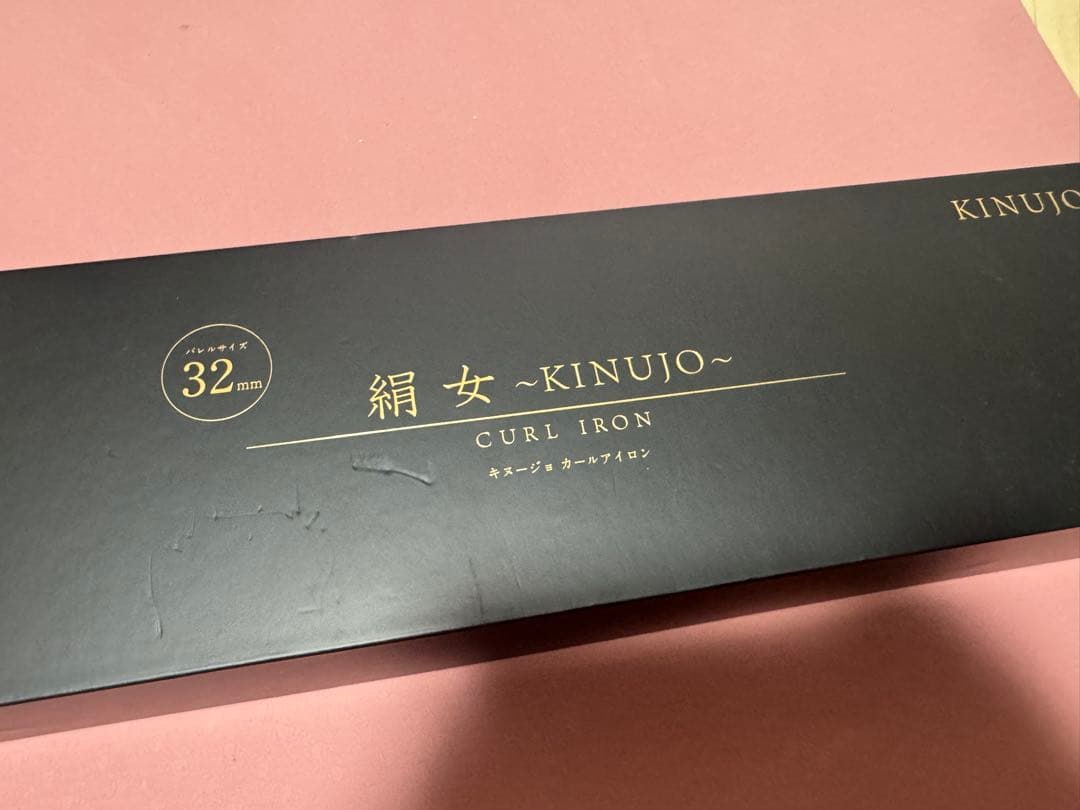 KINUJO
バレルサイズ
32mm
絹女 ~KINUJO~
CURL IRON
キヌージョ カールアイロン